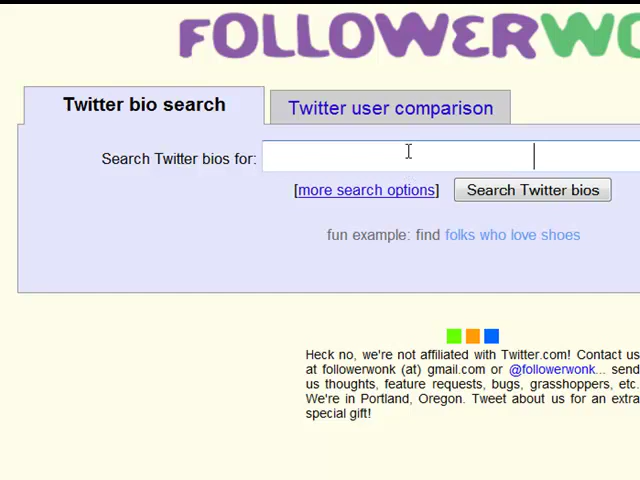 FOLLOWERWO
Twitter bio search
Twitter user comparison
Search Twitter bios for:
[more search options] Search Twitter bios
fun example: find folks who love shoes
Heck no, we're not affiliated with Twitter.com! Contact us
at followerwonk (at) gmail.com or @followerwonk... send
us thoughts, feature requests, bugs, grasshoppers, etc.
We're in Portland, Oregon. Tweet about us for an extra
special gift!